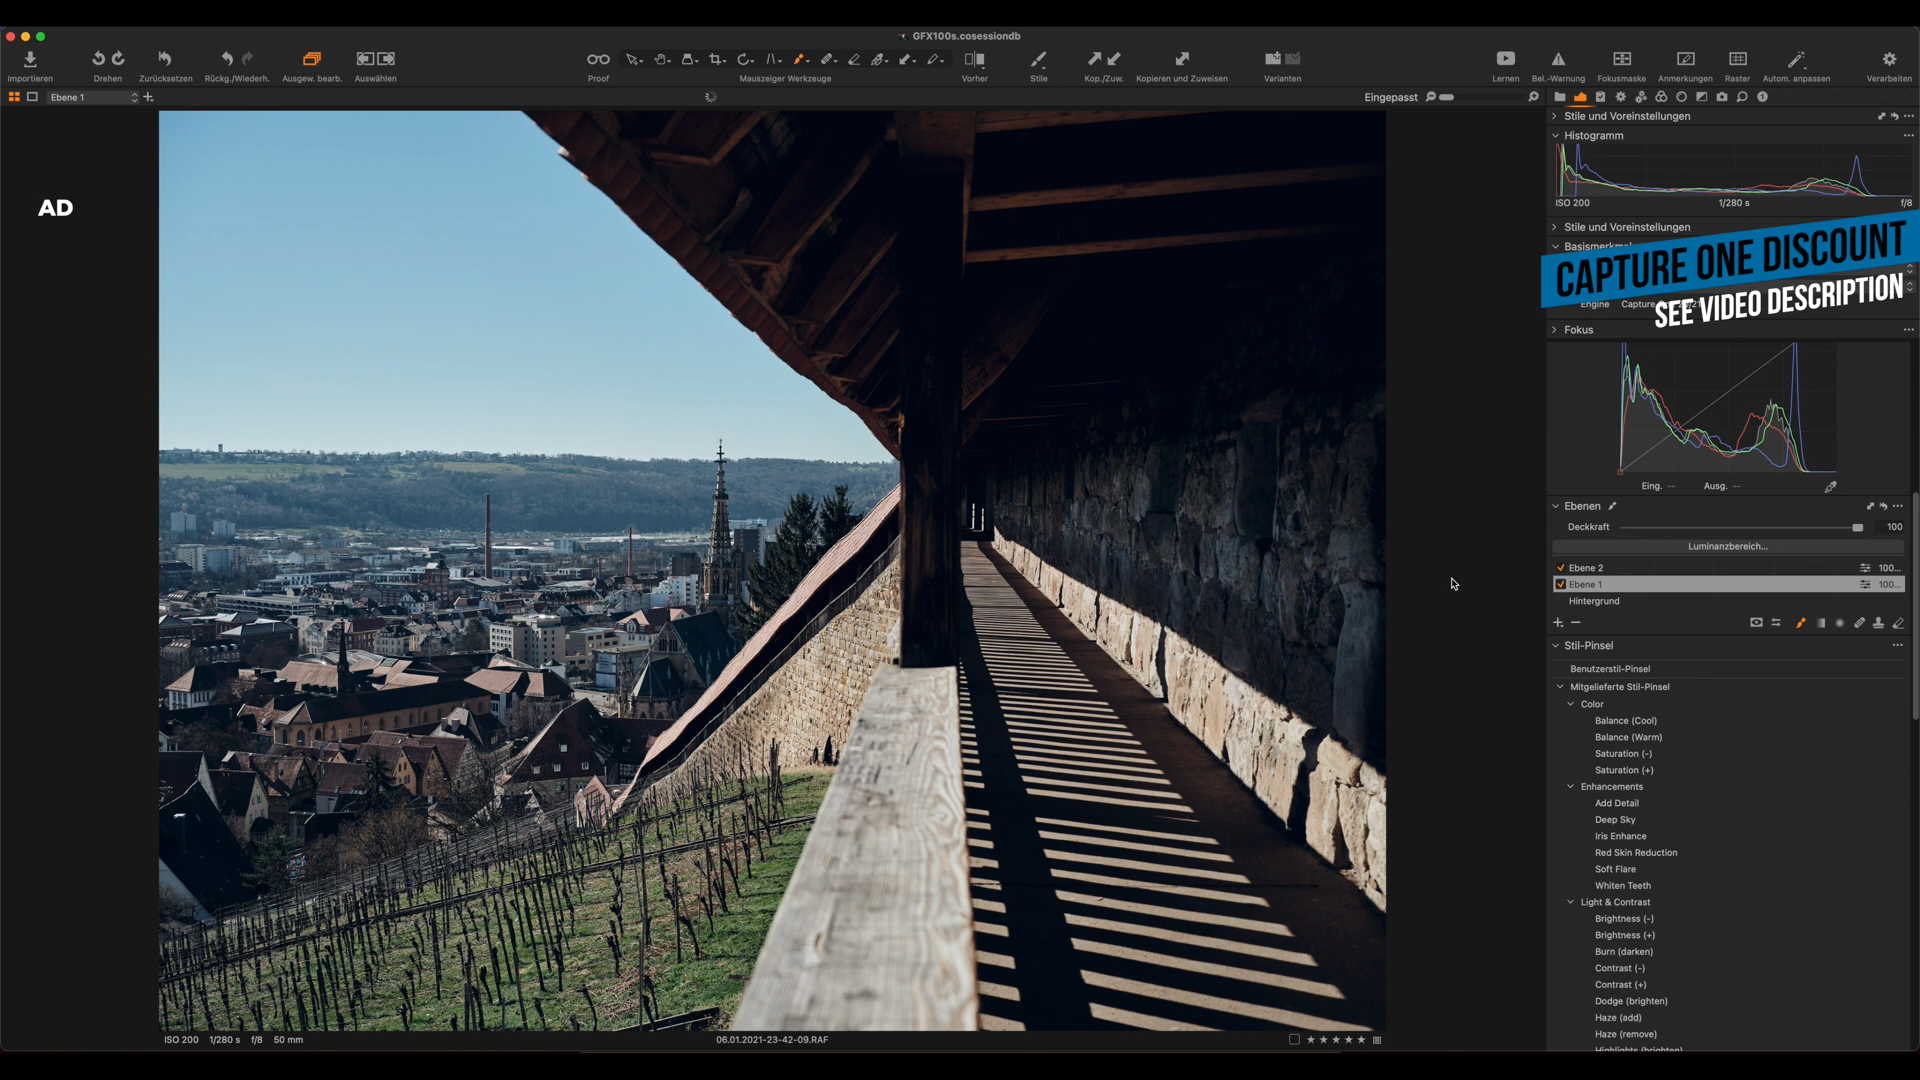 GFX100s.cosessiondb
Importieren
Drehen
Zurücksetzen
Rückg./Wiederh.
Ausgew. bearb.
Auswählen
Proof
Mauszeiger Werkzeuge
Vorher
Stile
Kop./Zuw.
Kopieren und Zuweisen
Varianten
Lernen
Bel.-Warnung
Fokusmaske
Anmerkungen
Raster
Autom. anpassen
Verarbeiten
Ebene 1
Eingepasst
AD
Stile und Voreinstellungen
Histogramm
ISO 200 1/280 s f/8
Stile und Voreinstellungen
CAPTURE ONE DISCOUNT
SEE VIDEO DESCRIPTION
Engine
Fokus
Eing. -- Ausg. --
Ebenen
Deckkraft 100
Luminanzbereich...
Ebene 2 100...
Ebene 1 100...
Hintergrund
Stil-Pinsel
Benutzerstil-Pinsel
Mitgelieferte Stil-Pinsel
Color
Balance (Cool)
Balance (Warm)
Saturation (-)
Saturation (+)
Enhancements
Add Detail
Deep Sky
Iris Enhance
Red Skin Reduction
Soft Flare
Whiten Teeth
Light & Contrast
Brightness (-)
Brightness (+)
Burn (darken)
Contrast (-)
Contrast (+)
Dodge (brighten)
Haze (add)
Haze (remove)
Highlights (brighten)
ISO 200 1/280 s f/8 50 mm
06.01.2021-23-42-09.RAF